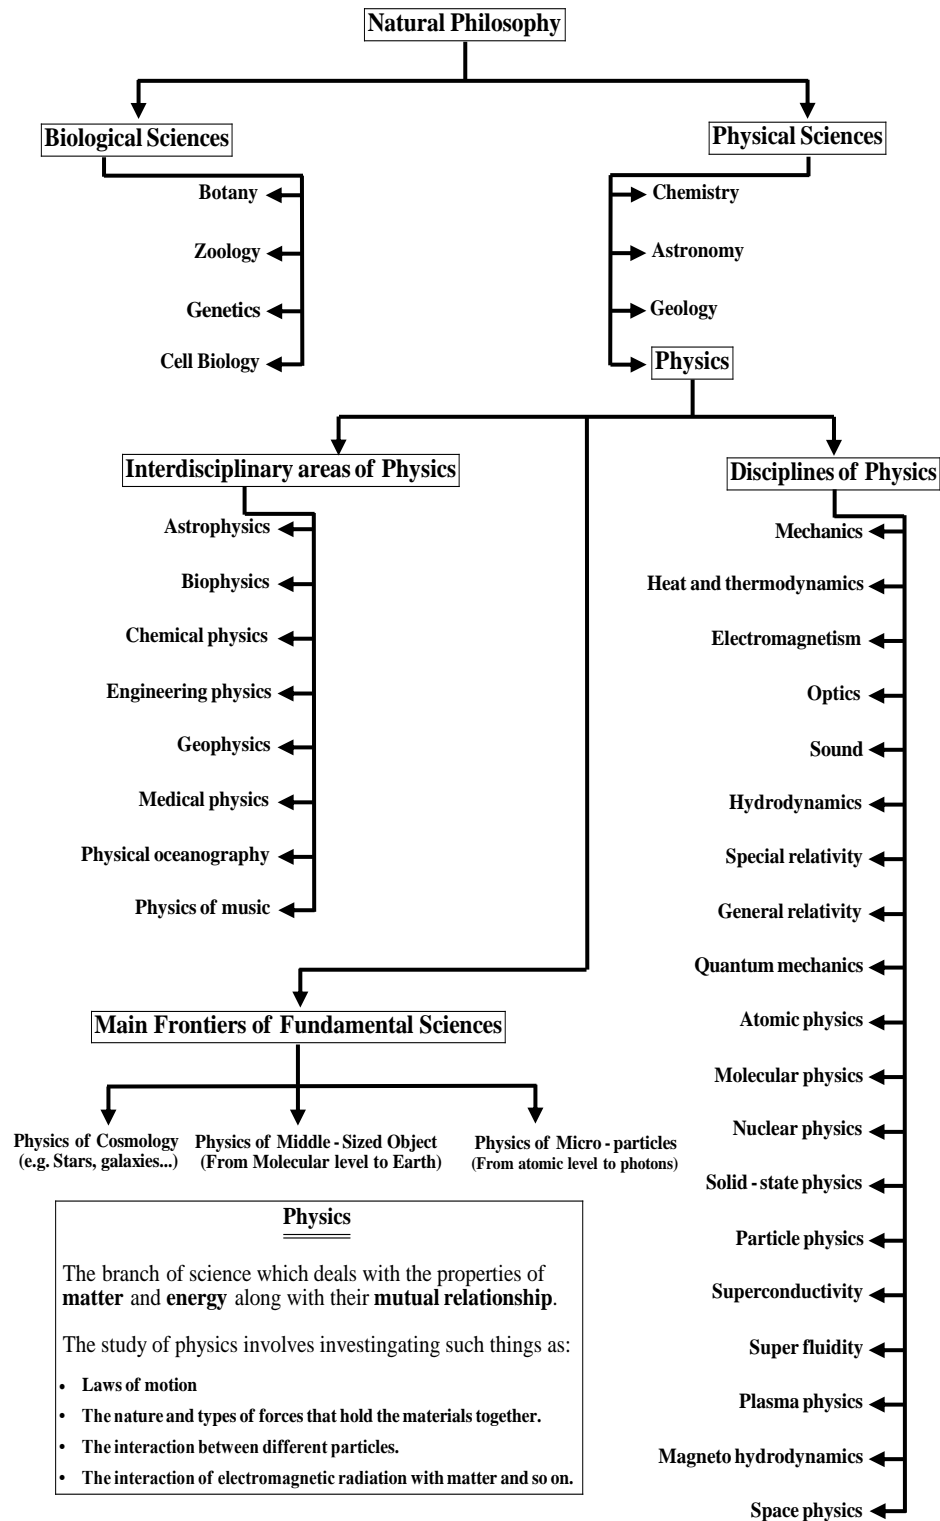 Natural Philosophy
Biological Sciences
Physical Sciences
Botany
Zoology
Genetics
Cell Biology
Chemistry
Astronomy
Geology
Physics
Interdisciplinary areas of Physics
Astrophysics
Biophysics
Chemical physics
Engineering physics
Geophysics
Medical physics
Physical oceanography
Physics of music
Disciplines of Physics
Mechanics
Heat and thermodynamics
Electromagnetism
Optics
Sound
Hydrodynamics
Special relativity
General relativity
Quantum mechanics
Atomic physics
Molecular physics
Nuclear physics
Solid - state physics
Particle physics
Superconductivity
Super fluidity
Plasma physics
Magneto hydrodynamics
Space physics
Main Frontiers of Fundamental Sciences
Physics of Cosmology
(e.g. Stars, galaxies...)
Physics of Middle - Sized Object
(From Molecular level to Earth)
Physics of Micro - particles
(From atomic level to photons)
Physics
The branch of science which deals with the properties of
matter and energy along with their mutual relationship.
The study of physics involves investingating such things as:
• Laws of motion
• The nature and types of forces that hold the materials together.
• The interaction between different particles.
• The interaction of electromagnetic radiation with matter and so on.